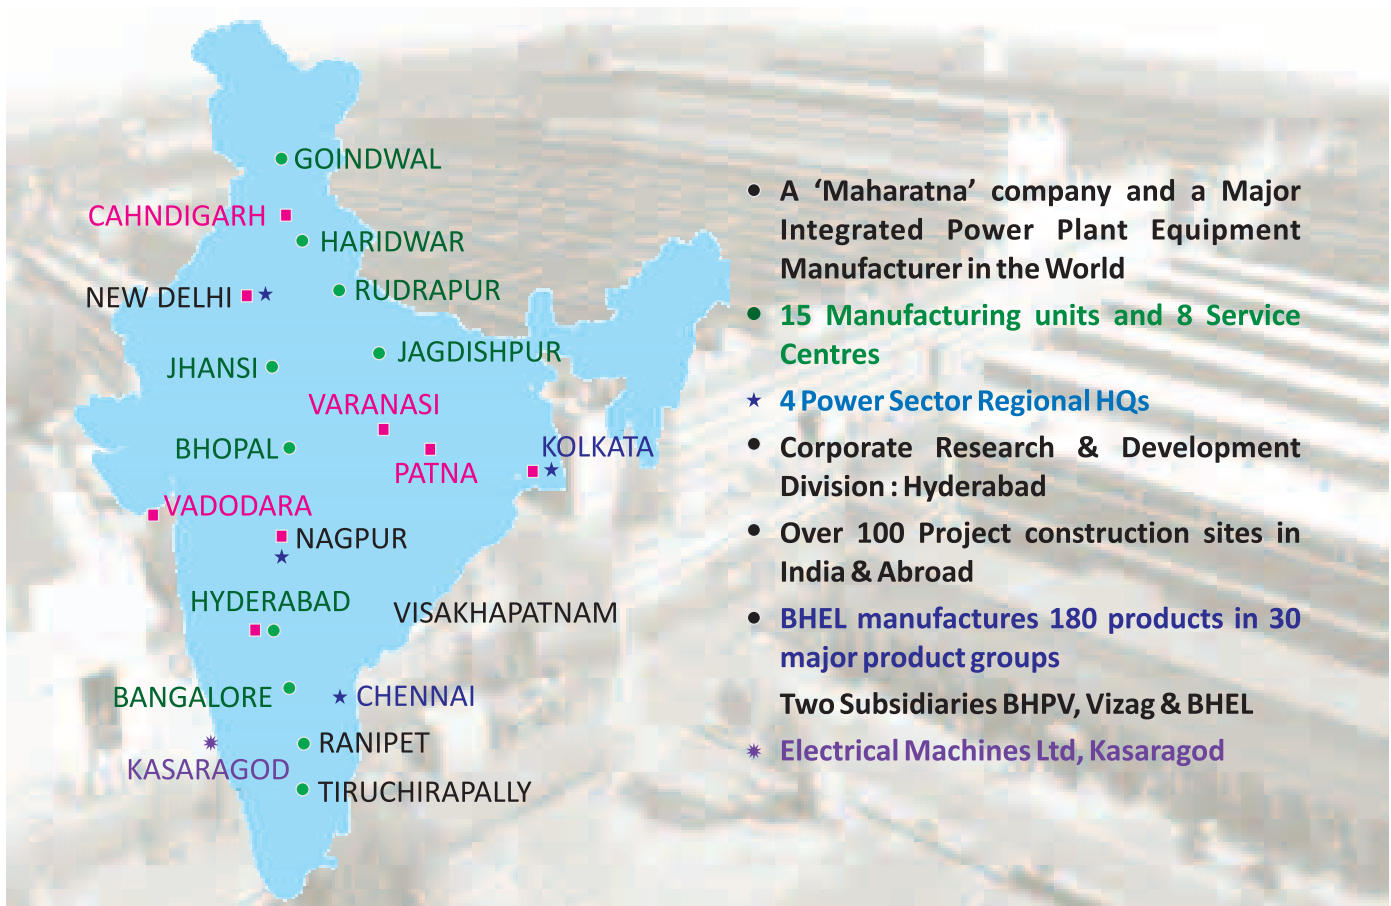 GOINDWAL
CAHNDIGARH
HARIDWAR
NEW DELHI
RUDRAPUR
JAGDISHPUR
JHANSI
VARANASI
BHOPAL
KOLKATA
PATNA
VADODARA
NAGPUR
HYDERABAD
VISAKHAPATNAM
BANGALORE
CHENNAI
RANIPET
KASARAGOD
TIRUCHIRAPALLY
• A ‘Maharatna’ company and a Major
Integrated Power Plant Equipment
Manufacturer in the World
• 15 Manufacturing units and 8 Service
Centres
★ 4 Power Sector Regional HQs
• Corporate Research & Development
Division : Hyderabad
• Over 100 Project construction sites in
India & Abroad
• BHEL manufactures 180 products in 30
major product groups
Two Subsidiaries BHPV, Vizag & BHEL
Electrical Machines Ltd, Kasaragod